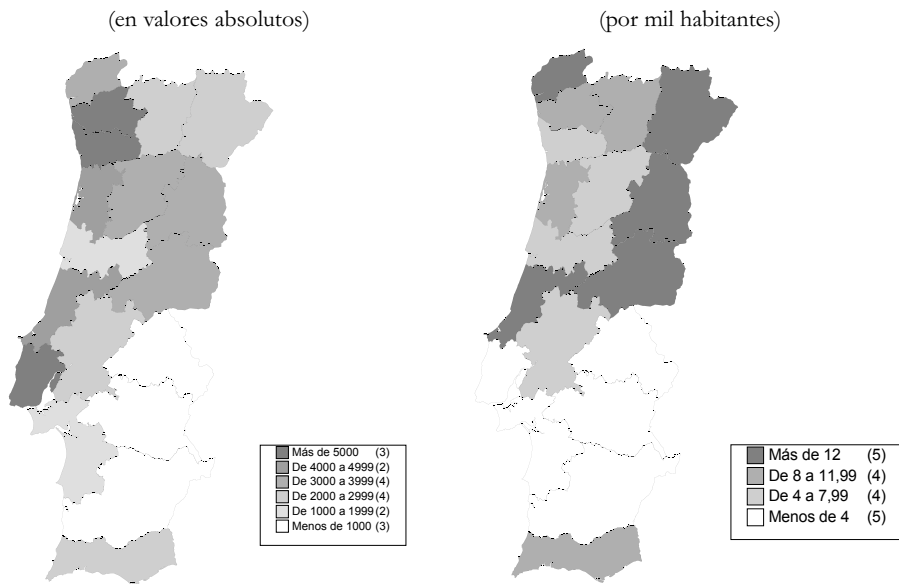 (en valores absolutos)
(por mil habitantes)
Más de 5000 (3)
De 4000 a 4999 (2)
De 3000 a 3999 (4)
De 2000 a 2999 (4)
De 1000 a 1999 (2)
Menos de 1000 (3)
Más de 12 (5)
De 8 a 11,99 (4)
De 4 a 7,99 (4)
Menos de 4 (5)